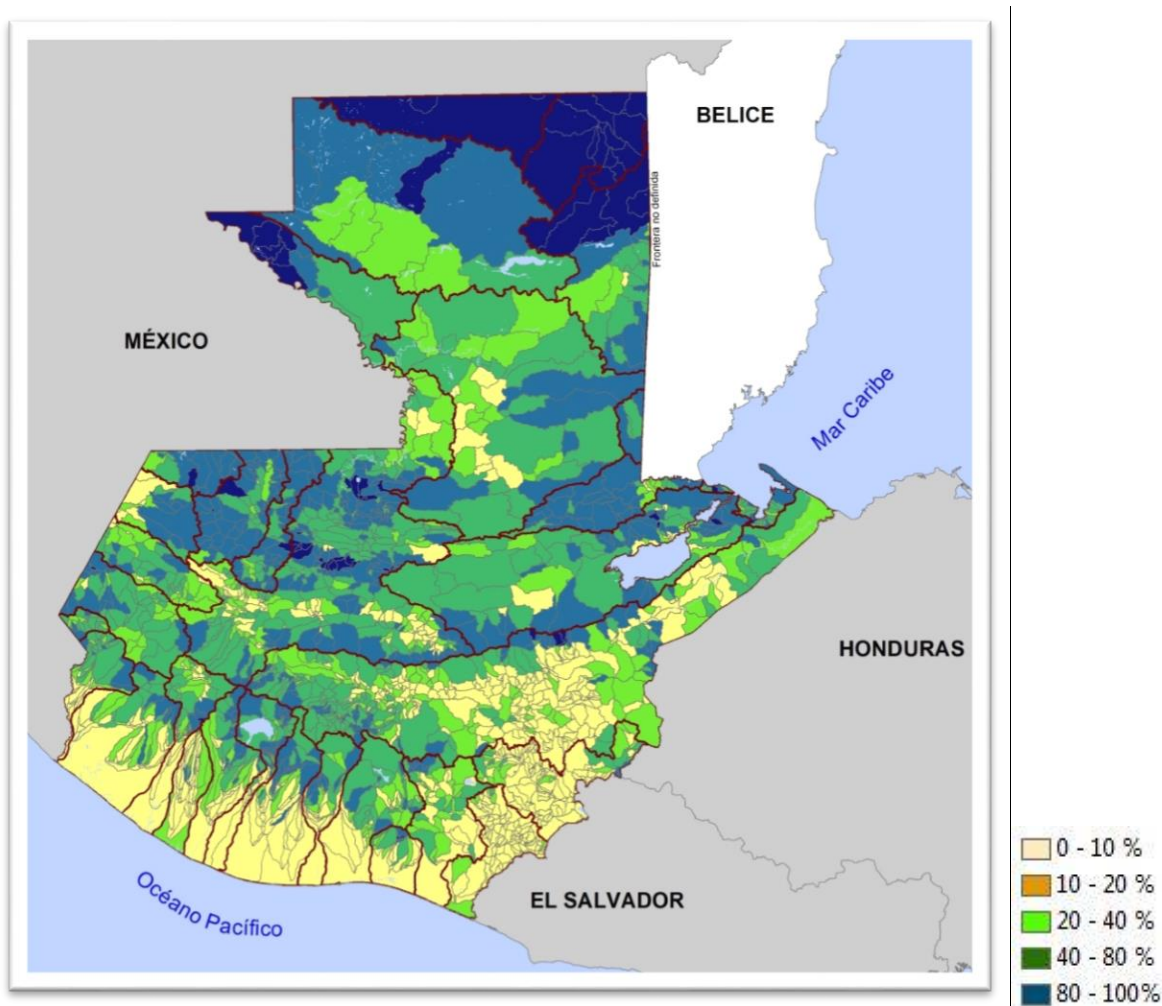 BELICE
Frontera no definida
MÉXICO
Mar Caribe
HONDURAS
EL SALVADOR
Océano Pacífico
0 - 10 %
10 - 20 %
20 - 40 %
40 - 80 %
80 - 100%